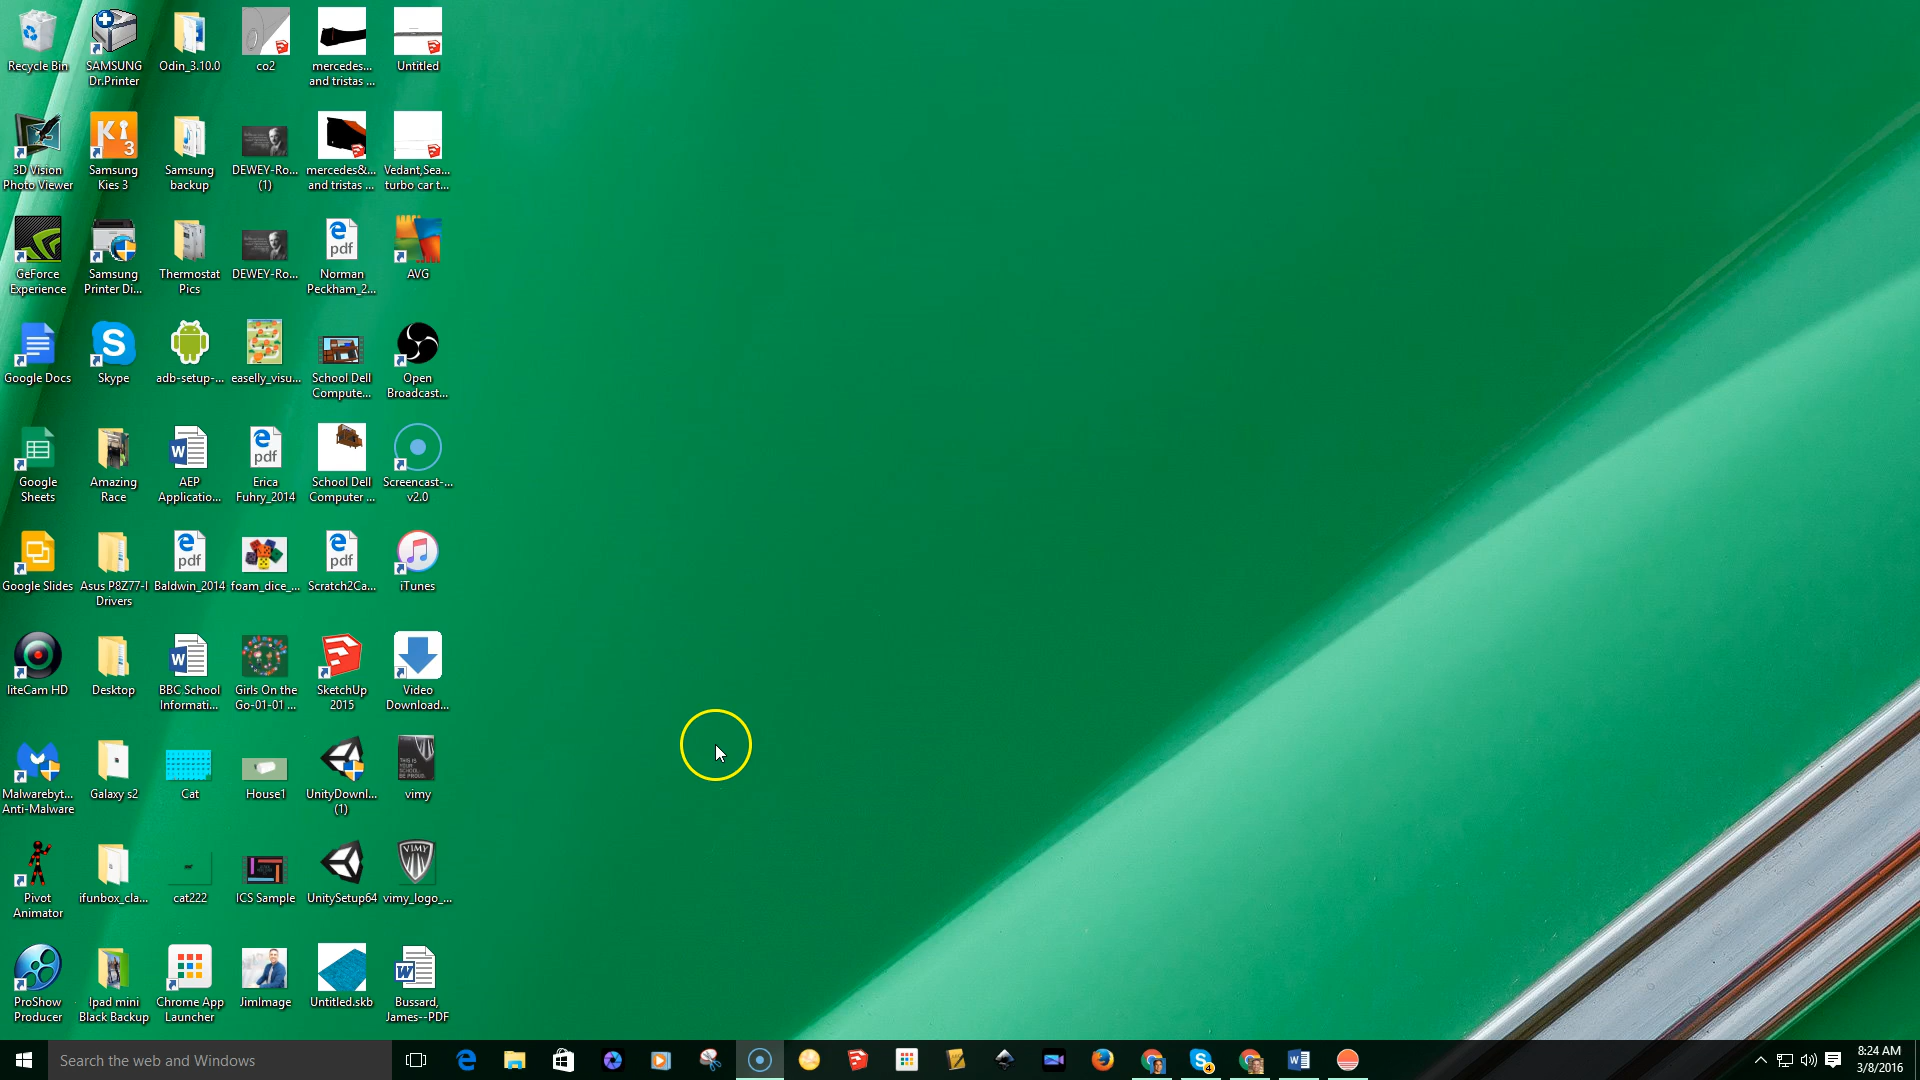 Recycle Bin
SAMSUNG
Dr.Printer
Odin_3.10.0
co2
mercedes...
and tristas ...
Untitled
3D Vision
Photo Viewer
Samsung
Kies 3
Samsung
backup
DEWEY-Ro...
(1)
mercedes&...
and tristas ...
Vedant,Sea...
turbo car t...
GeForce
Experience
Samsung
Printer Di...
Thermostat
Pics
DEWEY-Ro...
Norman
Peckham_2...
AVG
Google Docs
Skype
adb-setup-...
easelly_visu...
School Dell
Compute...
Open
Broadcast...
Google
Sheets
Amazing
Race
AEP
Applicatio...
Erica
Fuhry_2014
School Dell
Computer ...
Screencast-...
v2.0
Google Slides
Asus P8Z77-I
Drivers
Baldwin_2014
foam_dice_...
Scratch2Ca...
iTunes
liteCam HD
Desktop
BBC School
Informati...
Girls On the
Go-01-01 ...
SketchUp
2015
Video
Download...
Malwarebyt...
Anti-Malware
Galaxy s2
Cat
House1
UnityDownl...
(1)
vimy
Pivot
Animator
ifunbox_cla...
cat222
ICS Sample
UnitySetup64
vimy_logo_...
ProShow
Producer
Ipad mini
Black Backup
Chrome App
Launcher
JimImage
Untitled.skb
Bussard,
James--PDF
Search the web and Windows
4
8:24 AM
3/8/2016